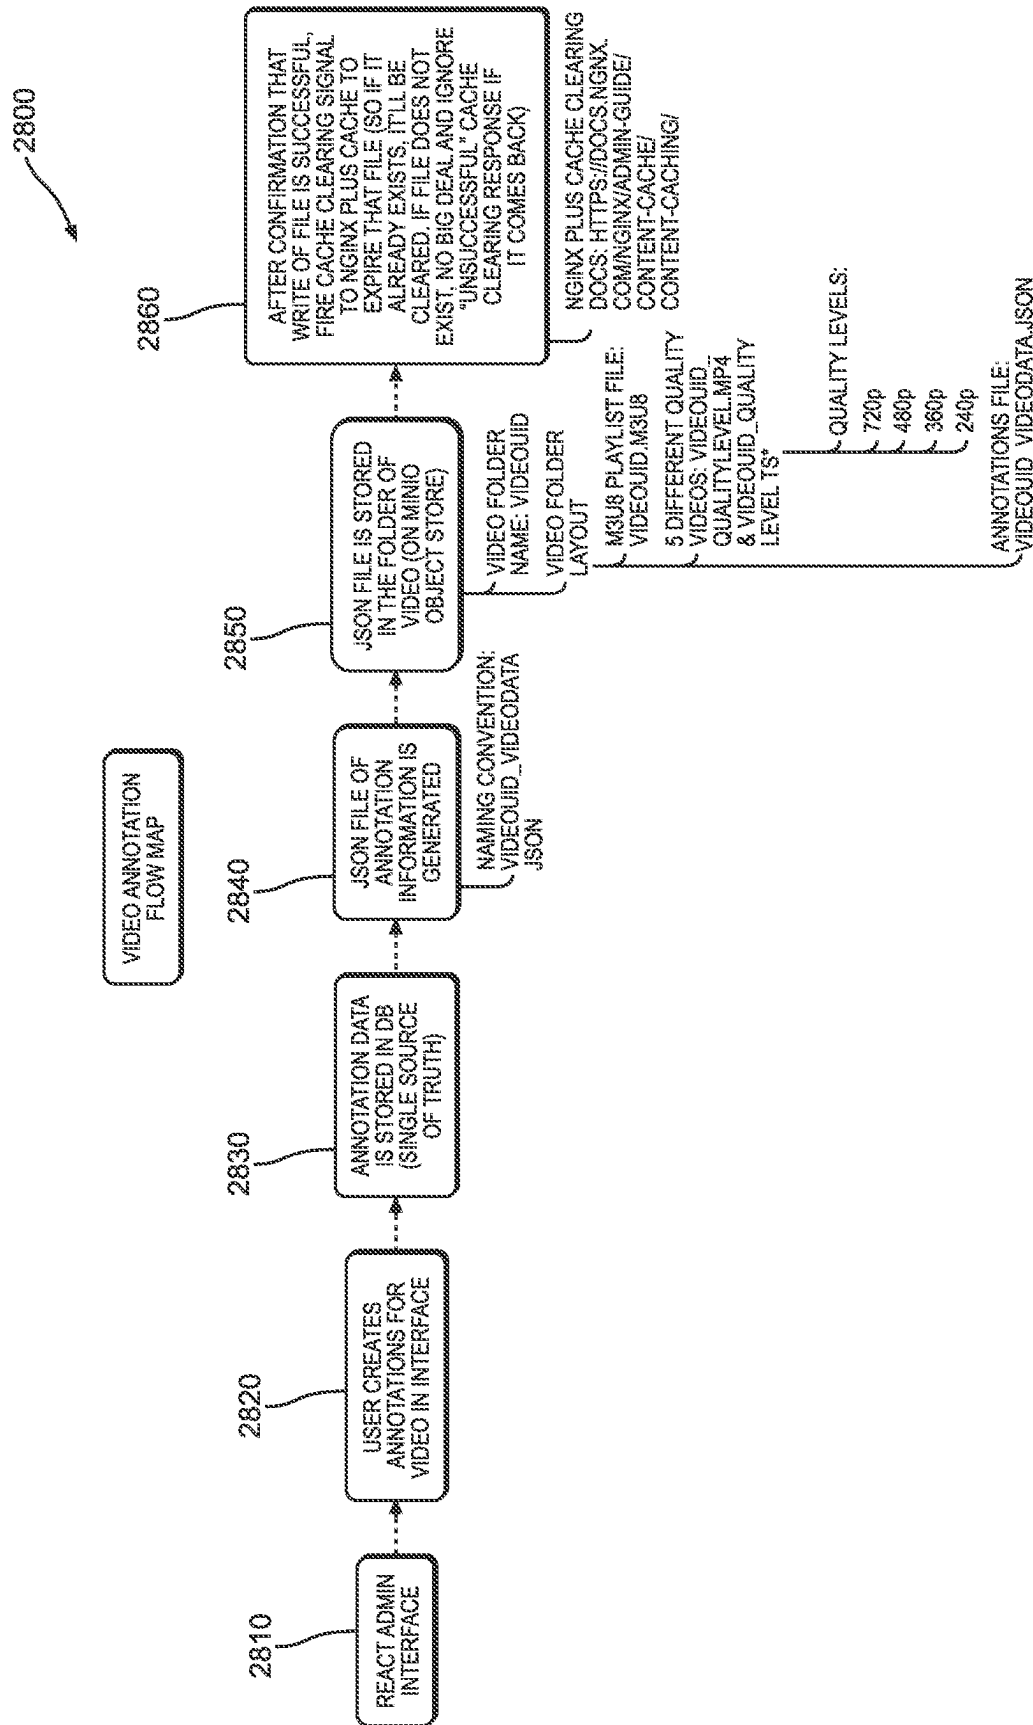 2800
VIDEO ANNOTATION
FLOW MAP
2810
REACT ADMIN
INTERFACE
2820
USER CREATES
ANNOTATIONS FOR
VIDEO IN INTERFACE
2830
ANNOTATION DATA
IS STORED IN DB
(SINGLE SOURCE
OF TRUTH)
2840
JSON FILE OF
ANNOTATION
INFORMATION IS
GENERATED
NAMING CONVENTION:
VIDEOUID_VIDEODATA
JSON
2850
JSON FILE IS STORED
IN THE FOLDER OF
VIDEO (ON MINIO
OBJECT STORE)
VIDEO FOLDER
NAME: VIDEOUID
VIDEO FOLDER
LAYOUT
M3U8 PLAYLIST FILE:
VIDEOUID.M3U8
5 DIFFERENT QUALITY
VIDEOS: VIDEOUID_
QUALITYLEVEL.MP4
& VIDEOUID_QUALITY
LEVEL TS*
QUALITY LEVELS:
720p
480p
360p
240p
ANNOTATIONS FILE:
VIDEOUID_VIDEODATA.JSON
2860
AFTER CONFIRMATION THAT
WRITE OF FILE IS SUCCESSFUL,
FIRE CACHE CLEARING SIGNAL
TO NGINX PLUS CACHE TO
EXPIRE THAT FILE (SO IF IT
ALREADY EXISTS, IT'LL BE
CLEARED. IF FILE DOES NOT
EXIST, NO BIG DEAL AND IGNORE
"UNSUCCESSFUL" CACHE
CLEARING RESPONSE IF
IT COMES BACK)
NGINX PLUS CACHE CLEARING
DOCS: HTTPS://DOCS.NGNX.
COM/NGINX/ADMIN-GUIDE/
CONTENT-CACHE/
CONTENT-CACHING/